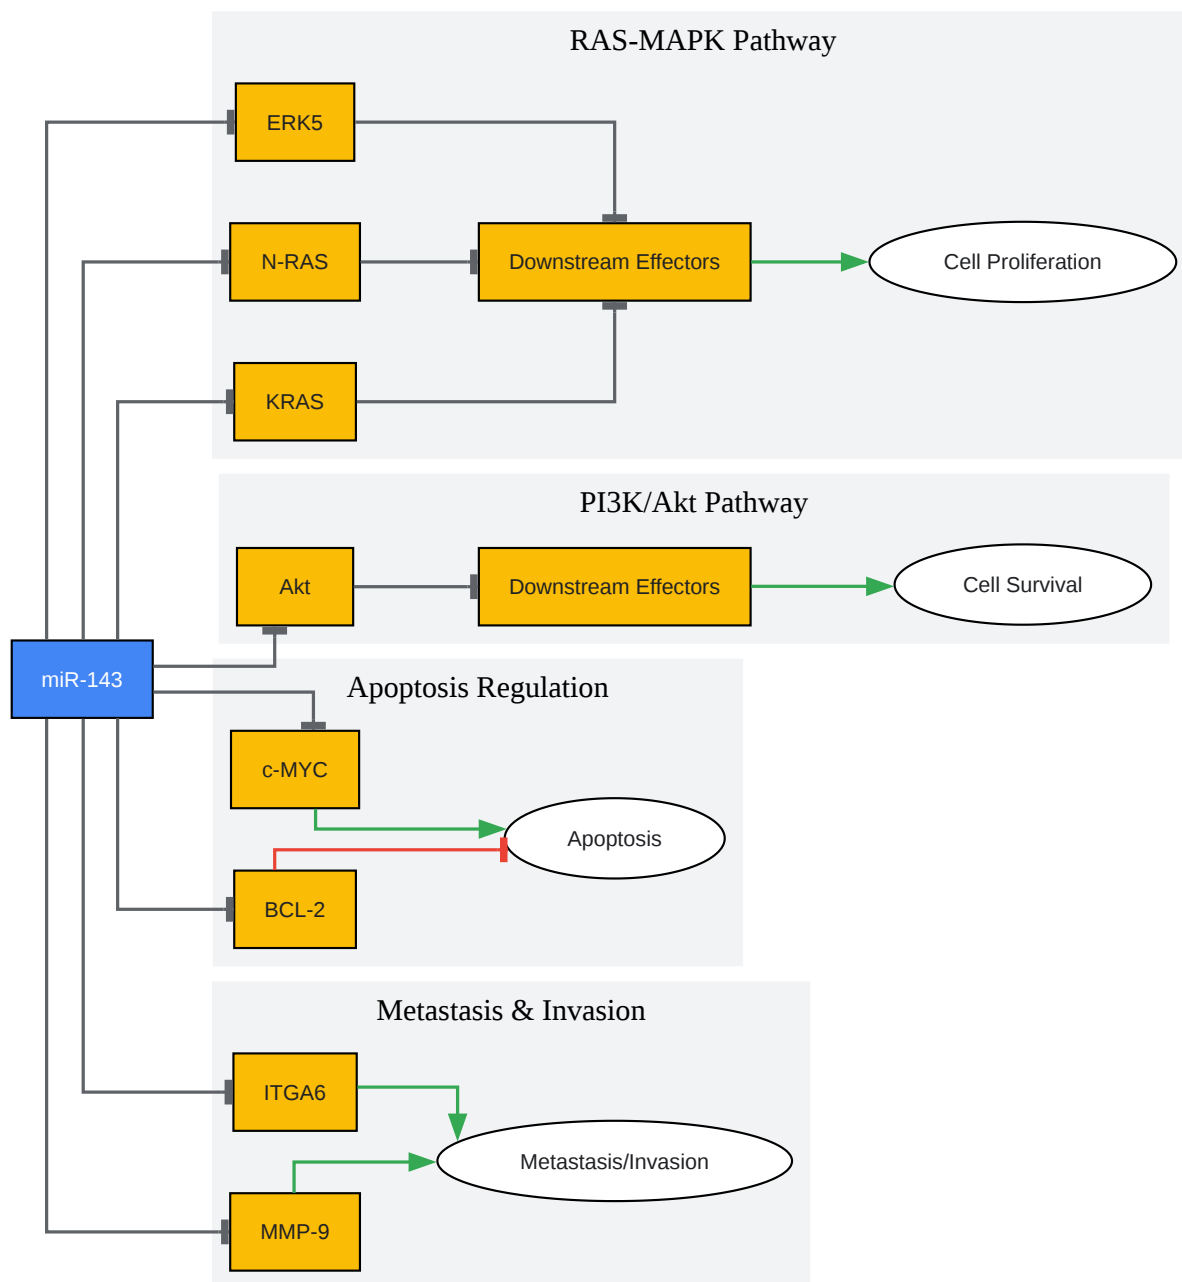 RAS-MAPK Pathway
ERK5
N-RAS
Downstream Effectors
Cell Proliferation
KRAS
PI3K/Akt Pathway
Akt
Downstream Effectors
Cell Survival
miR-143
Apoptosis Regulation
c-MYC
Apoptosis
BCL-2
Metastasis & Invasion
ITGA6
Metastasis/Invasion
MMP-9